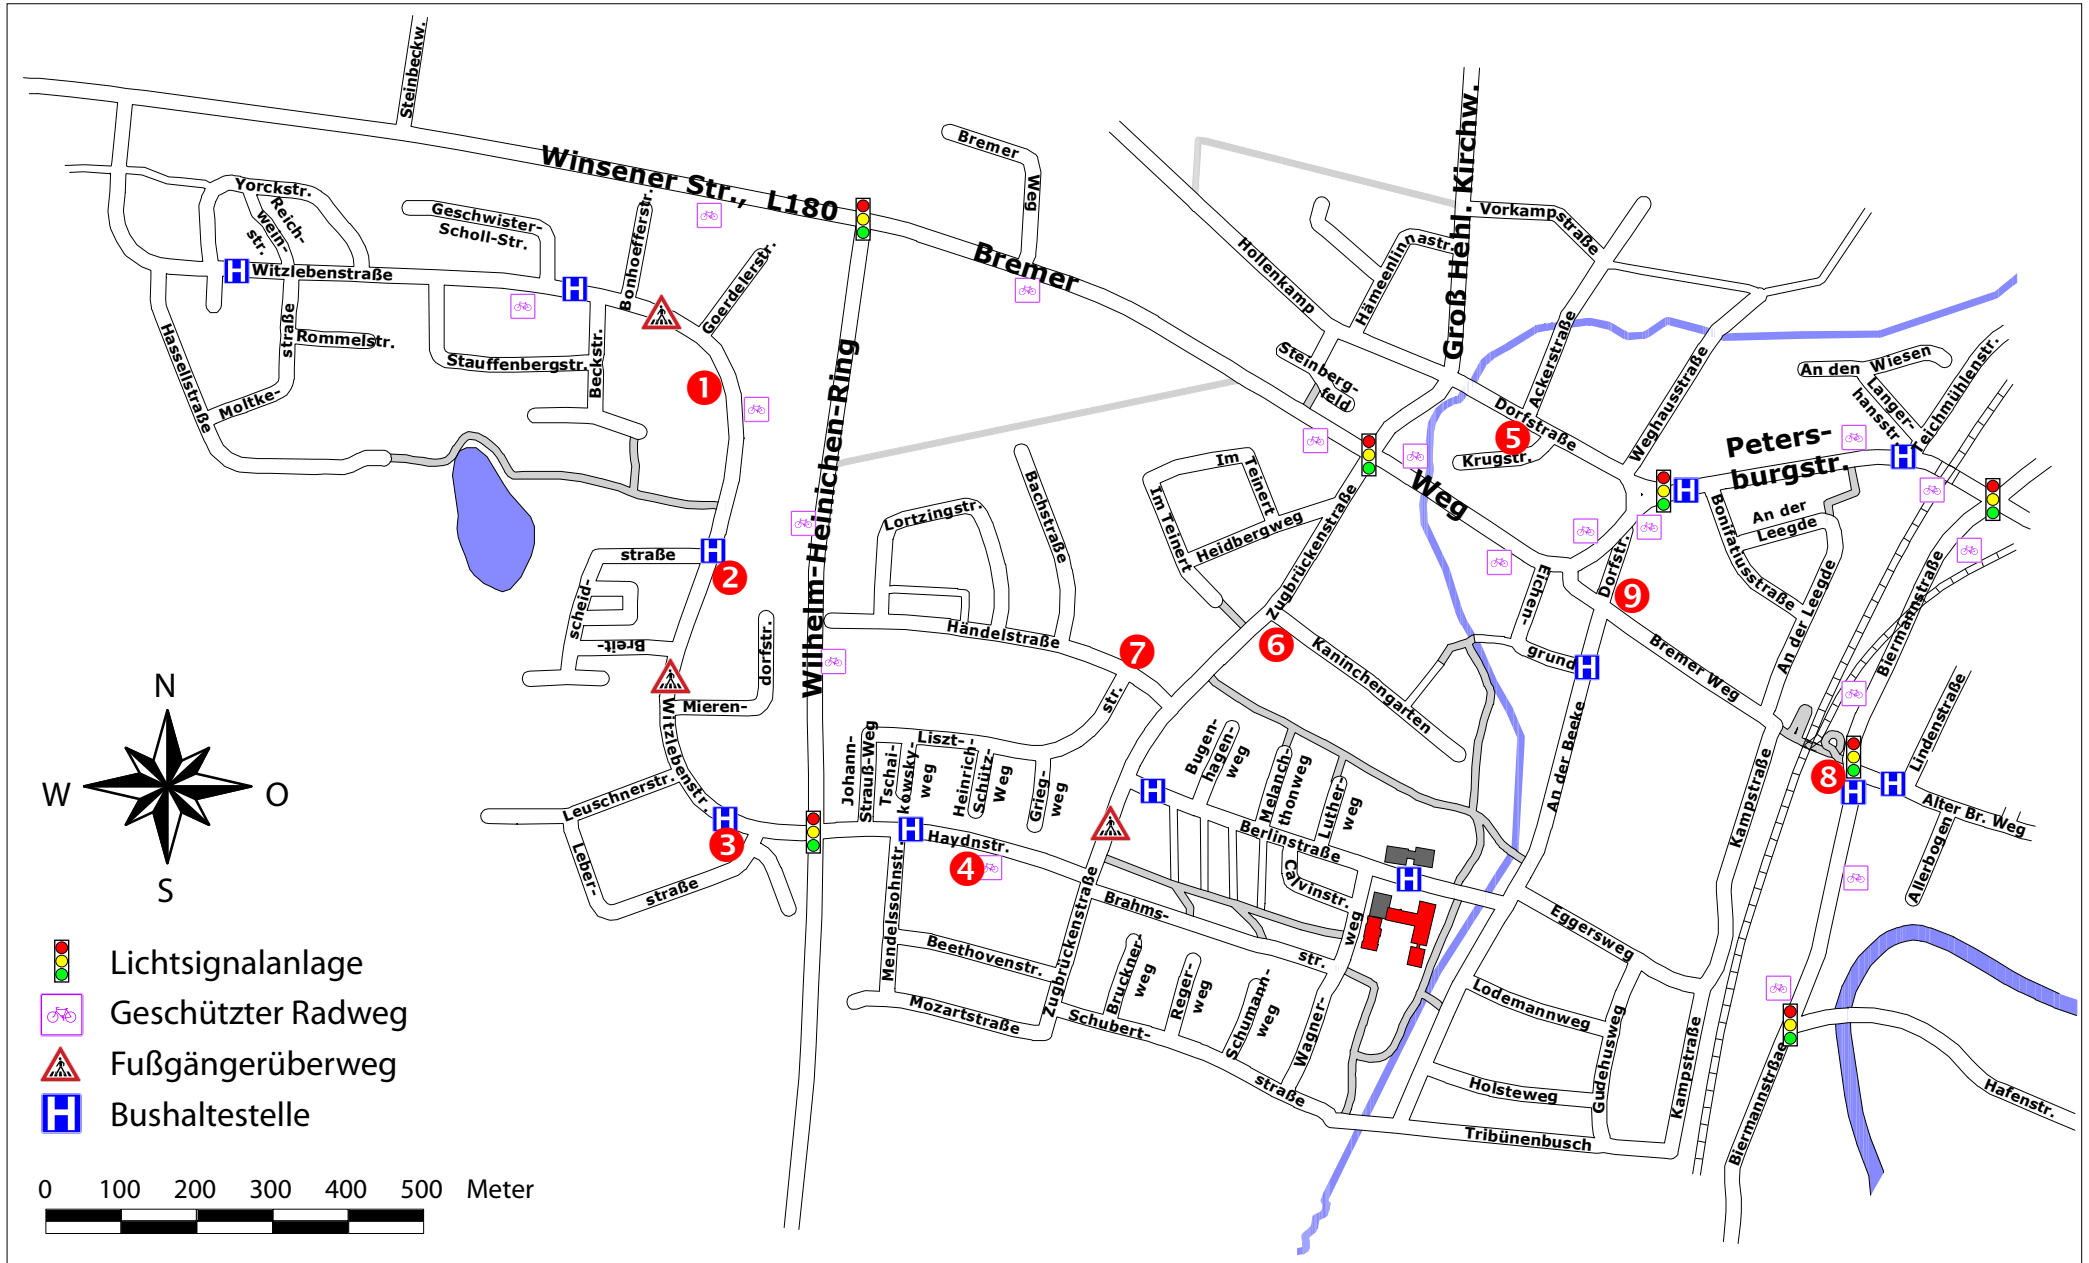 Steinbeckw.
Winsener Str., L180
Bremer
Weg
Groß Hehl. Kirchw.
Vorkampstraße
Hollenkamp
Hämeenlinnastr.
Yorckstr.
Reich-
wein-
str.
Geschwister-
Scholl-Str.
Bonhoefferstr.
Goerdelerstr.
H
Witzlebenstraße
H
Bremer
Hassellstraße
straße
Rommelstr.
Moltke-
Stauffenbergstr.
Beckstr.
1
Wilhelm-Heinichen-Ring
Steinberg-
feld
Ackerstraße
Dorfstraße
5
Krugstr.
Weghausstraße
An den Wiesen
Langer-
hansstr.
Teichmühlenstr.
H
Peters-
burgstr.
H
Weg
Im Teinert
Im Teinert
Heidbergweg
Zugbrückenstraße
Bachstraße
Lortzingstr.
Händelstraße
Bonifatiusstraße
An der
Leegde
An der Leegde
Biermannstraße
Dorfstr.
9
Eichen-
grund
H
Bremer Weg
straße
H
2
scheid-
Breit-
dorfstr.
Mieren-
Witzlebenstr.
7
6
Kaninchengarten
str.
Liszt-
Johann-
Strauß-Weg
Tschai-
kowsky-
weg
Heinrich-
Schütz-
Weg
Grieg-
weg
Bugen-
hagen-
weg
Melanch-
thonweg
Luther-
weg
An der Beeke
Kampstraße
Lindenstraße
8
H
H
Alter Br. Weg
Allerbogen
Leuschnerstr.
Leber-
straße
H
3
H
Haydnstr.
4
H
Berlinstraße
Calvinstr.
H
Mendelssohnstr.
Beethovenstr.
Mozartstraße
Zugbrückenstraße
Brahms-
str.
weg
Wagner-
Bruckner-
weg
Reger-
weg
Schumann-
weg
Schubert-
straße
Eggersweg
Lodemannweg
Gudehusweg
Holsteweg
Kampstraße
Tribünenbusch
Biermannstrßae
Hafenstr.
N
W
O
S
Lichtsignalanlage
Geschützter Radweg
Fußgängerüberweg
H Bushaltestelle
0 100 200 300 400 500 Meter